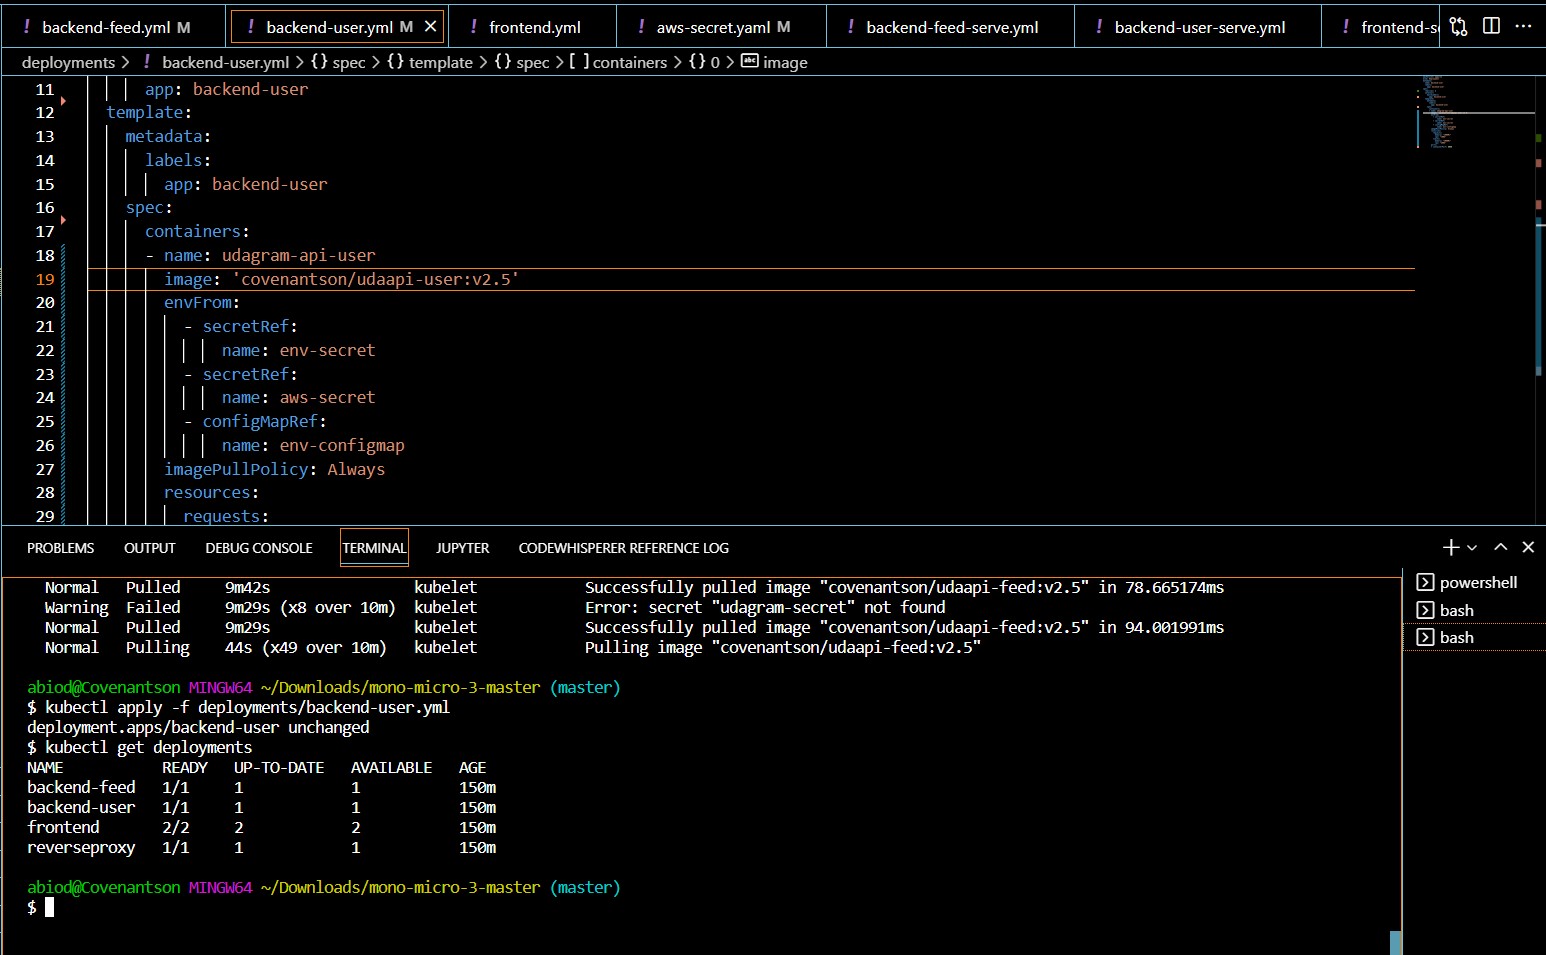 ! backend-feed.yml M ! backend-user.yml M ! frontend.yml ! aws-secret.yaml M ! backend-feed-serve.yml ! backend-user-serve.yml ! frontend-s
deployments > ! backend-user.yml > {} spec > {} template > {} spec > [ ] containers > {} 0 > abc image
11 app: backend-user
12 template:
13 metadata:
14 labels:
15 app: backend-user
16 spec:
17 containers:
18 - name: udagram-api-user
19 image: 'covenantson/udaapi-user:v2.5'
20 envFrom:
21 - secretRef:
22 name: env-secret
23 - secretRef:
24 name: aws-secret
25 - configMapRef:
26 name: env-configmap
27 imagePullPolicy: Always
28 resources:
29 requests:
PROBLEMS OUTPUT DEBUG CONSOLE TERMINAL JUPYTER CODEWHISPERER REFERENCE LOG
Normal Pulled 9m42s kubelet Successfully pulled image "covenantson/udaapi-feed:v2.5" in 78.665174ms
Warning Failed 9m29s (x8 over 10m) kubelet Error: secret "udagram-secret" not found
Normal Pulled 9m29s kubelet Successfully pulled image "covenantson/udaapi-feed:v2.5" in 94.001991ms
Normal Pulling 44s (x49 over 10m) kubelet Pulling image "covenantson/udaapi-feed:v2.5"
abiod@Covenantson MINGW64 ~/Downloads/mono-micro-3-master (master)
$ kubectl apply -f deployments/backend-user.yml
deployment.apps/backend-user unchanged
$ kubectl get deployments
NAME READY UP-TO-DATE AVAILABLE AGE
backend-feed 1/1 1 1 150m
backend-user 1/1 1 1 150m
frontend 2/2 2 2 150m
reverseproxy 1/1 1 1 150m
abiod@Covenantson MINGW64 ~/Downloads/mono-micro-3-master (master)
$
powershell
bash
bash